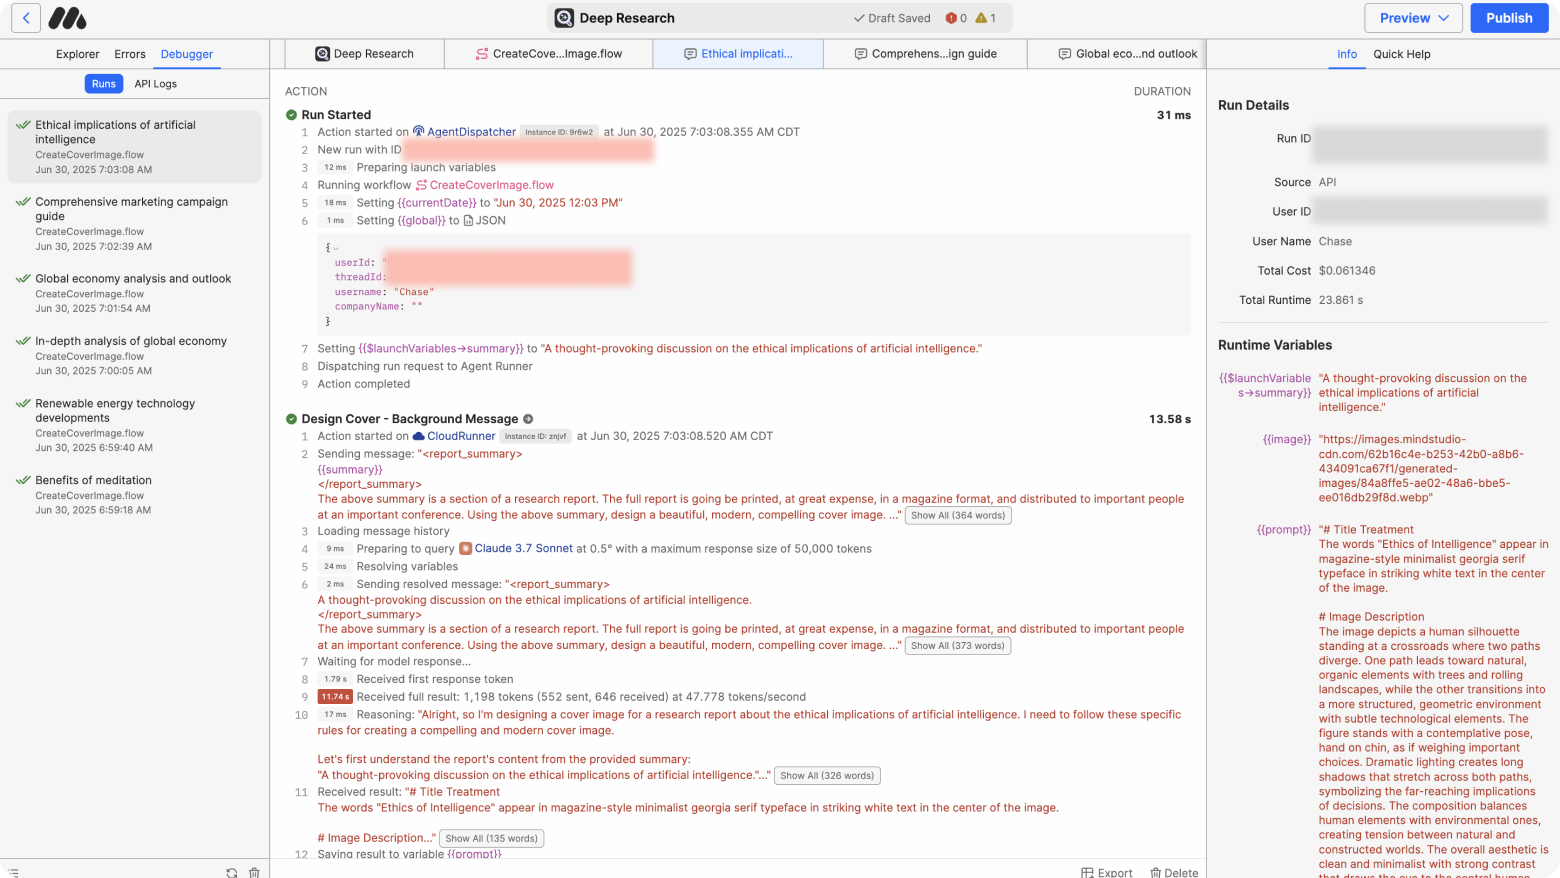 Deep Research
Draft Saved
0
1
Preview
Publish
Explorer
Errors
Debugger
Deep Research
CreateCove...Image.flow
Ethical implicati...
Comprehens...ign guide
Global eco...nd outlook
Info
Quick Help
Runs
API Logs
Ethical implications of artificial
intelligence
CreateCoverImage.flow
Jun 30, 2025 7:03:08 AM
Comprehensive marketing campaign
guide
CreateCoverImage.flow
Jun 30, 2025 7:02:39 AM
Global economy analysis and outlook
CreateCoverImage.flow
Jun 30, 2025 7:01:54 AM
In-depth analysis of global economy
CreateCoverImage.flow
Jun 30, 2025 7:00:05 AM
Renewable energy technology
developments
CreateCoverImage.flow
Jun 30, 2025 6:59:40 AM
Benefits of meditation
CreateCoverImage.flow
Jun 30, 2025 6:59:18 AM
ACTION DURATION
Run Started 31 ms
1 Action started on AgentDispatcher Instance ID: 9r6w2 at Jun 30, 2025 7:03:08.355 AM CDT
2 New run with ID
3 12 ms Preparing launch variables
4 Running workflow CreateCoverImage.flow
5 18 ms Setting {{currentDate}} to "Jun 30, 2025 12:03 PM"
6 1 ms Setting {{global}} to JSON
{
userId: "
threadId:
username: "Chase"
companyName: ""
}
7 Setting {{$launchVariables→summary}} to "A thought-provoking discussion on the ethical implications of artificial intelligence."
8 Dispatching run request to Agent Runner
9 Action completed
Design Cover - Background Message 13.58 s
1 Action started on CloudRunner Instance ID: znjvf at Jun 30, 2025 7:03:08.520 AM CDT
2 Sending message: "<report_summary>
{{summary}}
</report_summary>
The above summary is a section of a research report. The full report is going be printed, at great expense, in a magazine format, and distributed to important people
at an important conference. Using the above summary, design a beautiful, modern, compelling cover image. ..." Show All (364 words)
3 Loading message history
4 9 ms Preparing to query Claude 3.7 Sonnet at 0.5° with a maximum response size of 50,000 tokens
5 24 ms Resolving variables
6 2 ms Sending resolved message: "<report_summary>
A thought-provoking discussion on the ethical implications of artificial intelligence.
</report_summary>
The above summary is a section of a research report. The full report is going be printed, at great expense, in a magazine format, and distributed to important people
at an important conference. Using the above summary, design a beautiful, modern, compelling cover image. ..." Show All (373 words)
7 Waiting for model response...
8 1.79 s Received first response token
9 11.74 s Received full result: 1,198 tokens (552 sent, 646 received) at 47.778 tokens/second
10 17 ms Reasoning: "Alright, so I'm designing a cover image for a research report about the ethical implications of artificial intelligence. I need to follow these specific
rules for creating a compelling and modern cover image.
Let's first understand the report's content from the provided summary:
"A thought-provoking discussion on the ethical implications of artificial intelligence."..." Show All (326 words)
11 Received result: "# Title Treatment
The words "Ethics of Intelligence" appear in magazine-style minimalist georgia serif typeface in striking white text in the center of the image.
# Image Description..." Show All (135 words)
12 Saving result to variable {{prompt}}
Export
Delete
Run Details
Run ID
Source API
User ID
User Name Chase
Total Cost $0.061346
Total Runtime 23.861 s
Runtime Variables
{{$launchVariable "A thought-provoking discussion on the
s→summary}} ethical implications of artificial
intelligence."
{{image}} "https://images.mindstudio-
cdn.com/62b16c4e-b253-42b0-a8b6-
434091ca67f1/generated-
images/84a8ffe5-ae02-48a6-bbe5-
ee016db29f8d.webp"
{{prompt}} "# Title Treatment
The words "Ethics of Intelligence" appear in
magazine-style minimalist georgia serif
typeface in striking white text in the center
of the image.
# Image Description
The image depicts a human silhouette
standing at a crossroads where two paths
diverge. One path leads toward natural,
organic elements with trees and rolling
landscapes, while the other transitions into
a more structured, geometric environment
with subtle technological elements. The
figure stands with a contemplative pose,
hand on chin, as if weighing important
choices. Dramatic lighting creates long
shadows that stretch across both paths,
symbolizing the far-reaching implications
of decisions. The composition balances
human elements with environmental ones,
creating tension between natural and
constructed worlds. The overall aesthetic is
clean and minimalist with strong contrast
that draws the eye to the central human